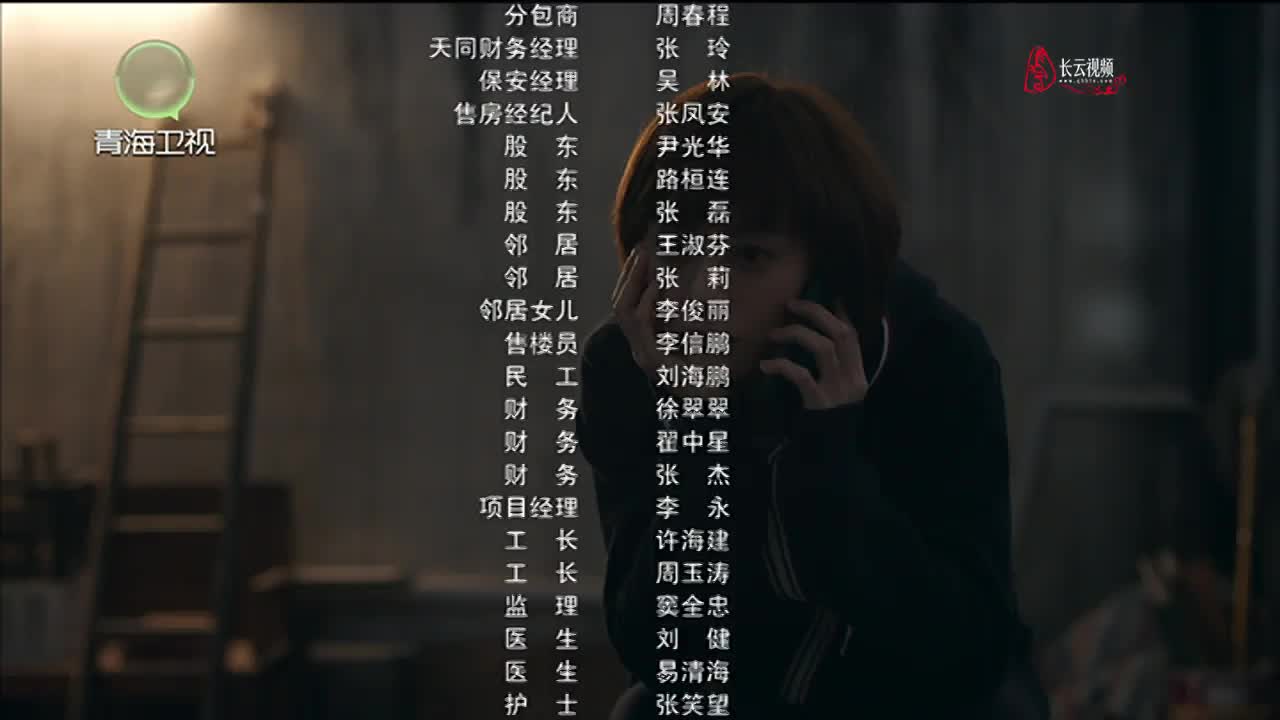 分包商 周春程
天同财务经理 张 玲
保安经理 吴 林
售房经纪人 张凤安
股 东 尹光华
股 东 路桓连
股 东 张 磊
邻 居 王淑芬
邻 居 张 莉
邻居女儿 李俊丽
售楼员 李信鹏
民 工 刘海鹏
财 务 徐翠翠
财 务 翟中星
财 务 张 杰
项目经理 李 永
工 长 许海建
工 长 周玉涛
监 理 窦全忠
医 生 刘 健
医 生 易清海
护 士 张笑望
青海卫视
长云视频